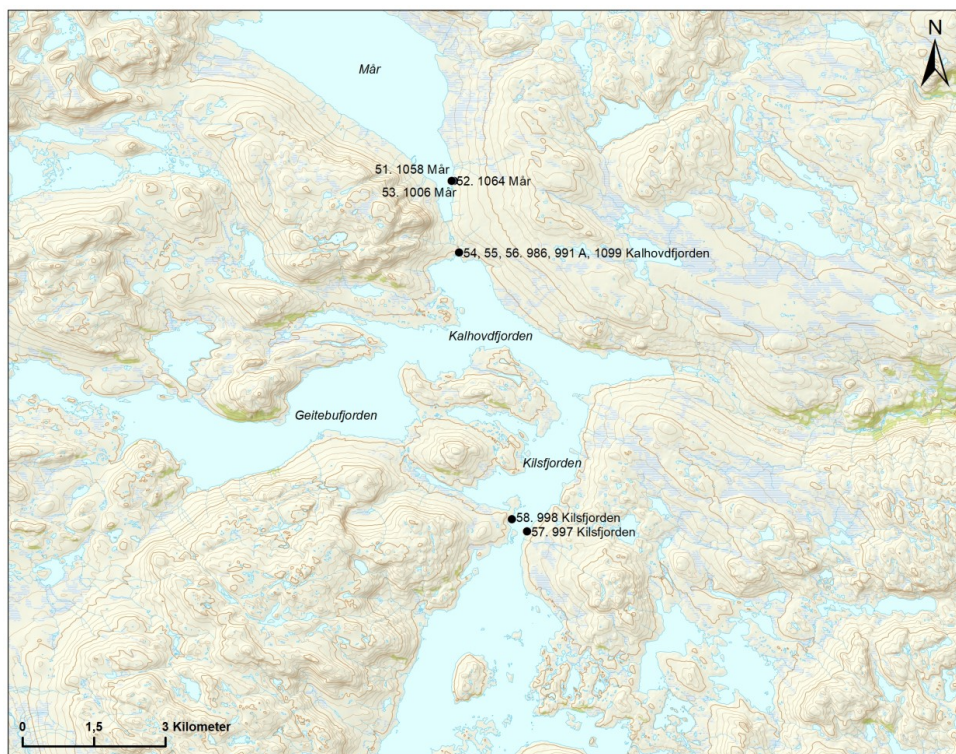 N
Mår
51. 1058 Mår
52. 1064 Mår
53. 1006 Mår
54, 55, 56. 986, 991 A, 1099 Kalhovdfjorden
Kalhovdfjorden
Geitebufjorden
Kilsfjorden
58. 998 Kilsfjorden
57. 997 Kilsfjorden
0 1,5 3 Kilometer